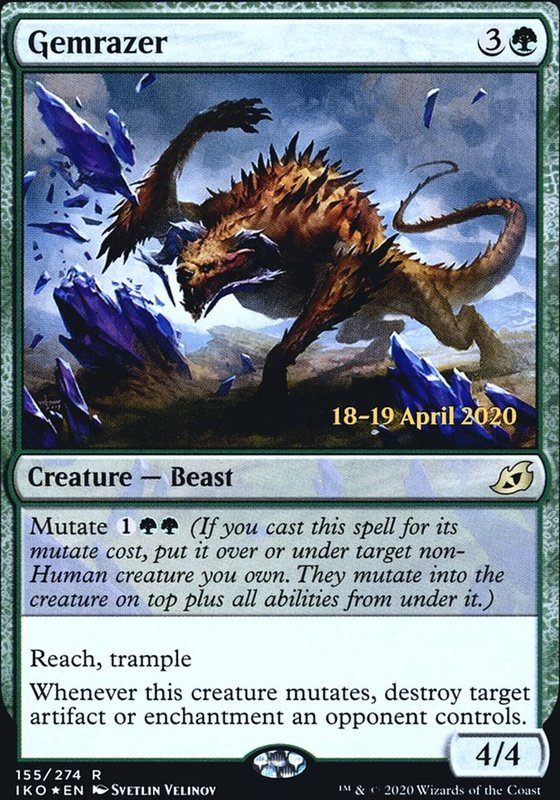 Gemrazer 3
18–19 April 2020
Creature — Beast
Mutate 1 (If you cast this spell for its
mutate cost, put it over or under target non-
Human creature you own. They mutate into the
creature on top plus all abilities from under it.)
Reach, trample
Whenever this creature mutates, destroy target
artifact or enchantment an opponent controls.
4/4
155/274 R
IKO ★ EN Svetlin Velinov
™ & © 2020 Wizards of the Coast